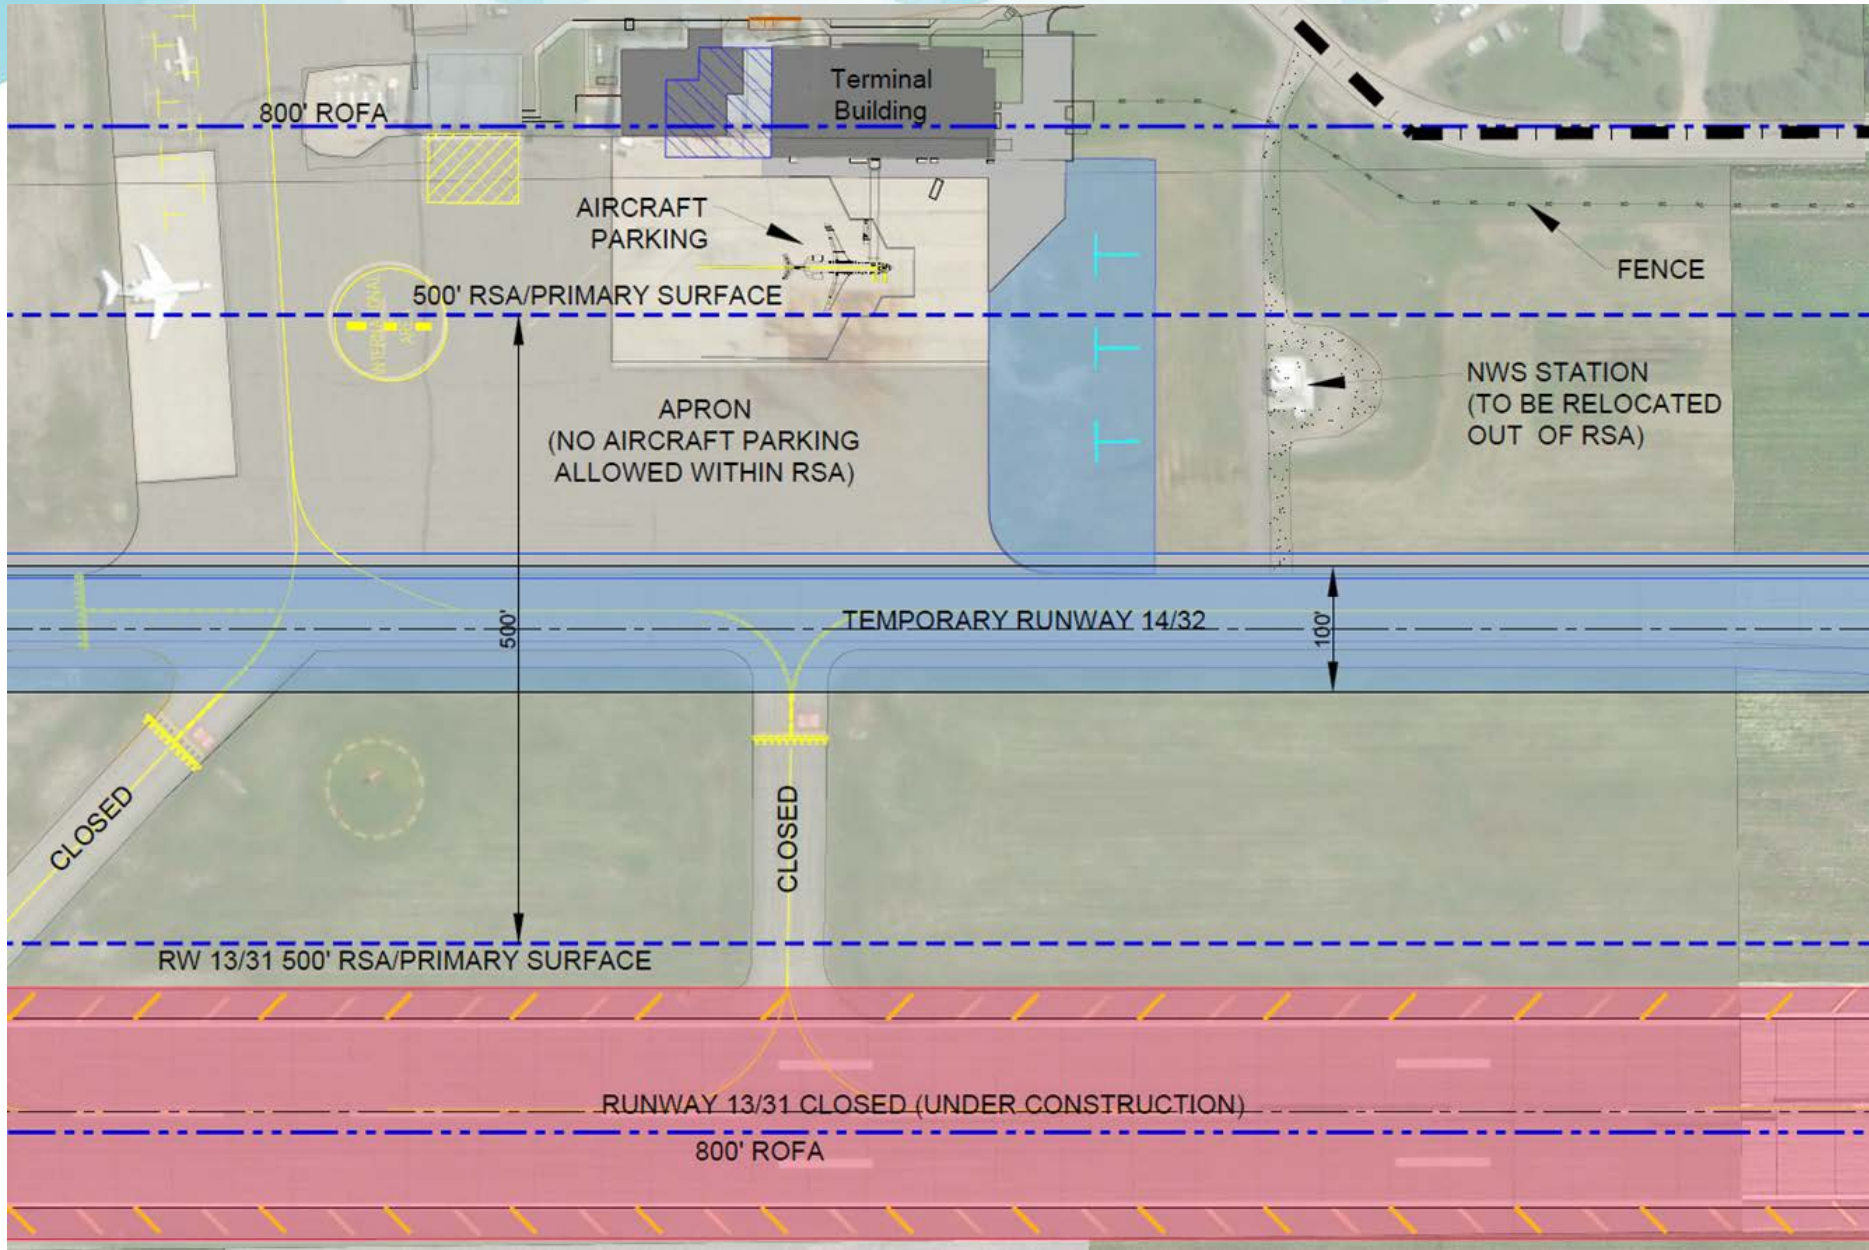 Terminal
Building
800' ROFA
AIRCRAFT
PARKING
FENCE
500' RSA/PRIMARY SURFACE
INTERNATIONAL
NWS STATION
(TO BE RELOCATED
OUT OF RSA)
APRON
(NO AIRCRAFT PARKING
ALLOWED WITHIN RSA)
500'
TEMPORARY RUNWAY 14/32
100'
CLOSED
CLOSED
RW 13/31 500' RSA/PRIMARY SURFACE
RUNWAY 13/31 CLOSED (UNDER CONSTRUCTION)
800' ROFA